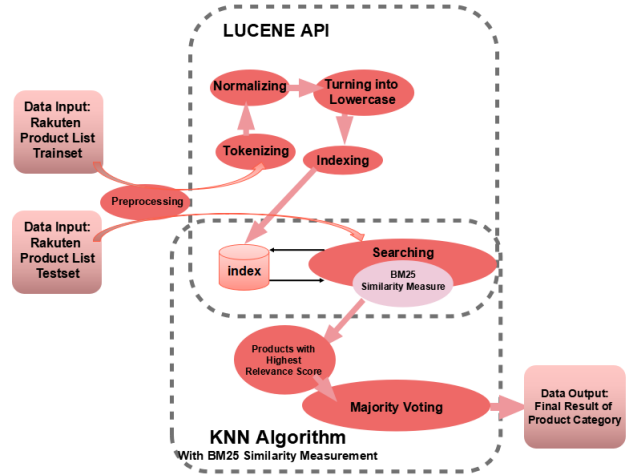 LUCENE API
Normalizing
Turning into
Lowercase
Data Input:
Rakuten
Product List
Trainset
Tokenizing
Indexing
Preprocessing
Data Input:
Rakuten
Product List
Testset
Searching
index
BM25
Similarity Measure
Products with
Highest
Relevance Score
Majority Voting
Data Output:
Final Result of
Product Category
KNN Algorithm
With BM25 Similarity Measurement